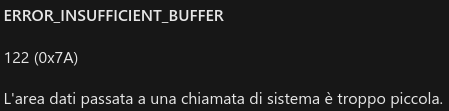 ERROR_INSUFFICIENT_BUFFER
122 (0x7A)
L'area dati passata a una chiamata di sistema è troppo piccola.